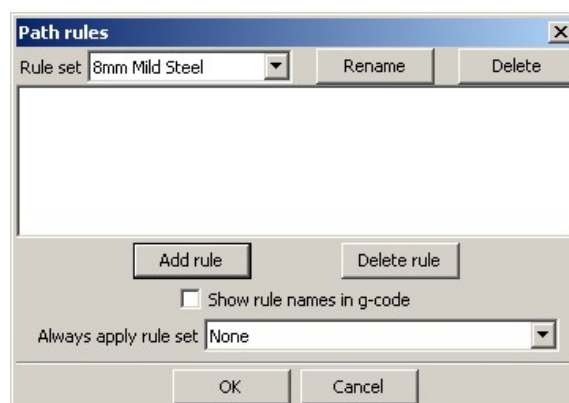 Path rules
Rule set 8mm Mild Steel Rename Delete
Add rule Delete rule
Show rule names in g-code
Always apply rule set None
OK Cancel